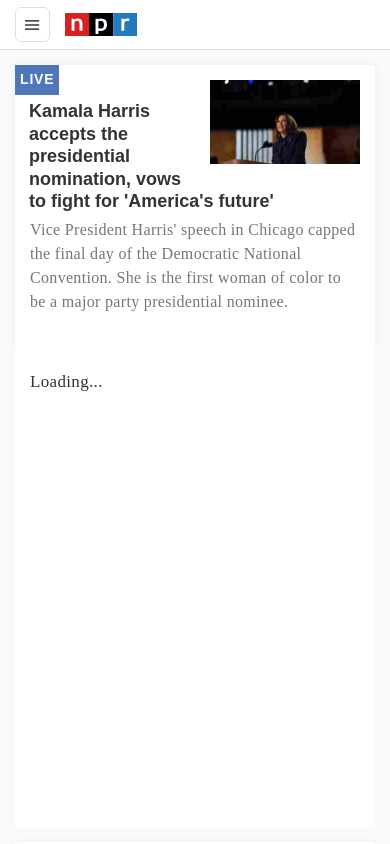 npr
LIVE
Kamala Harris
accepts the
presidential
nomination, vows
to fight for 'America's future'
Vice President Harris' speech in Chicago capped
the final day of the Democratic National
Convention. She is the first woman of color to
be a major party presidential nominee.
Loading...